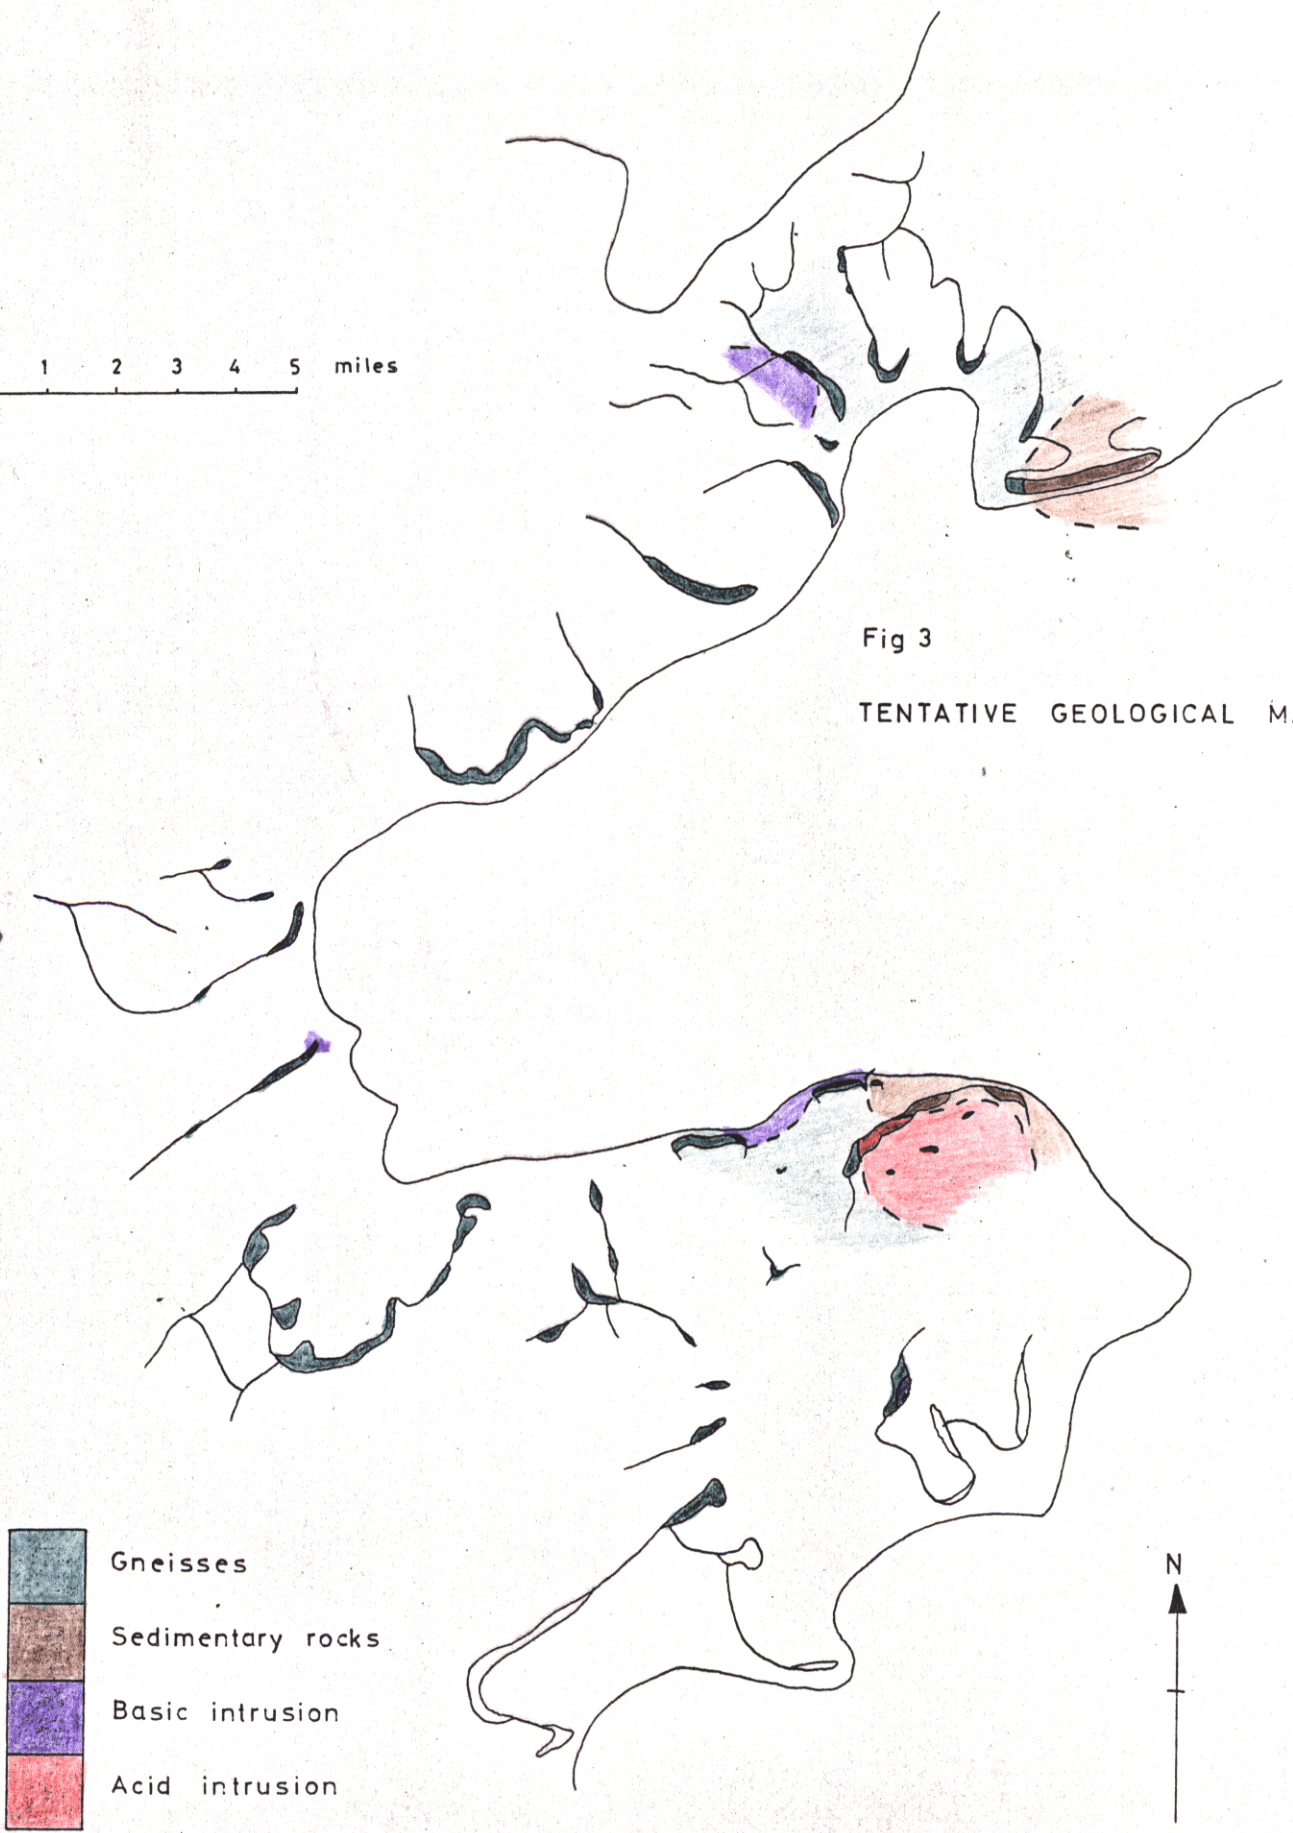 1 2 3 4 5 miles
Fig 3
TENTATIVE GEOLOGICAL M
Gneisses
Sedimentary rocks
Basic intrusion
Acid intrusion
N